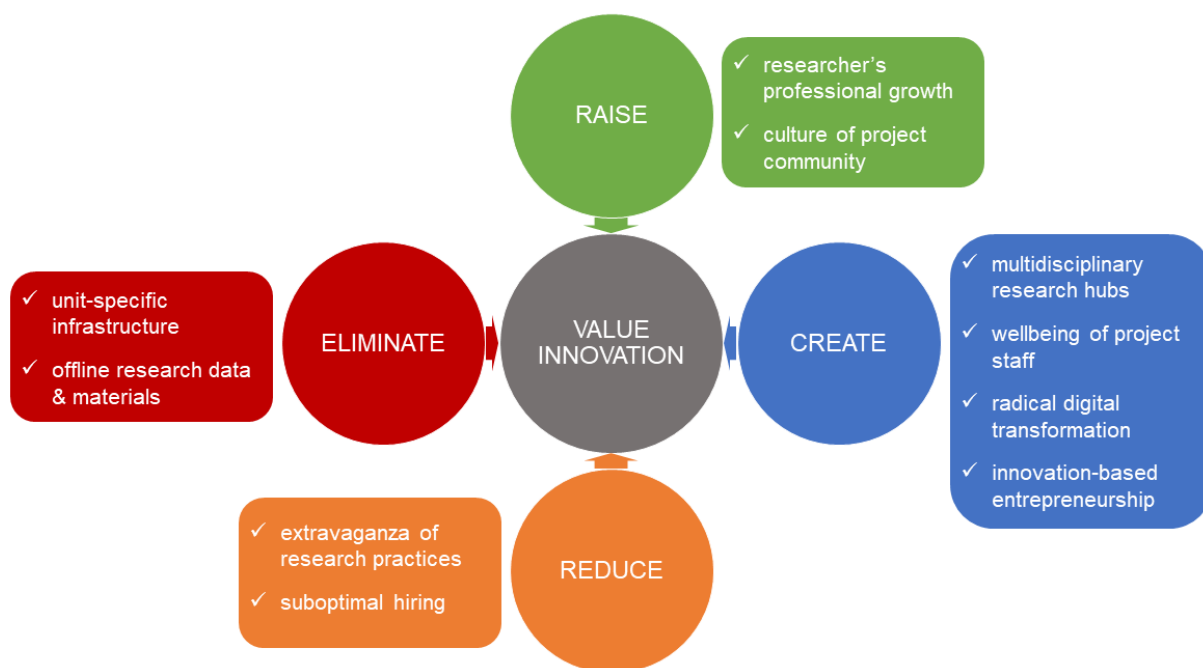 RAISE
✓ researcher's
professional growth
✓ culture of project
community
✓ unit-specific
infrastructure
✓ offline research data
& materials
ELIMINATE
VALUE
INNOVATION
CREATE
✓ multidisciplinary
research hubs
✓ wellbeing of project
staff
✓ radical digital
transformation
✓ innovation-based
entrepreneurship
✓ extravaganza of
research practices
✓ suboptimal hiring
REDUCE